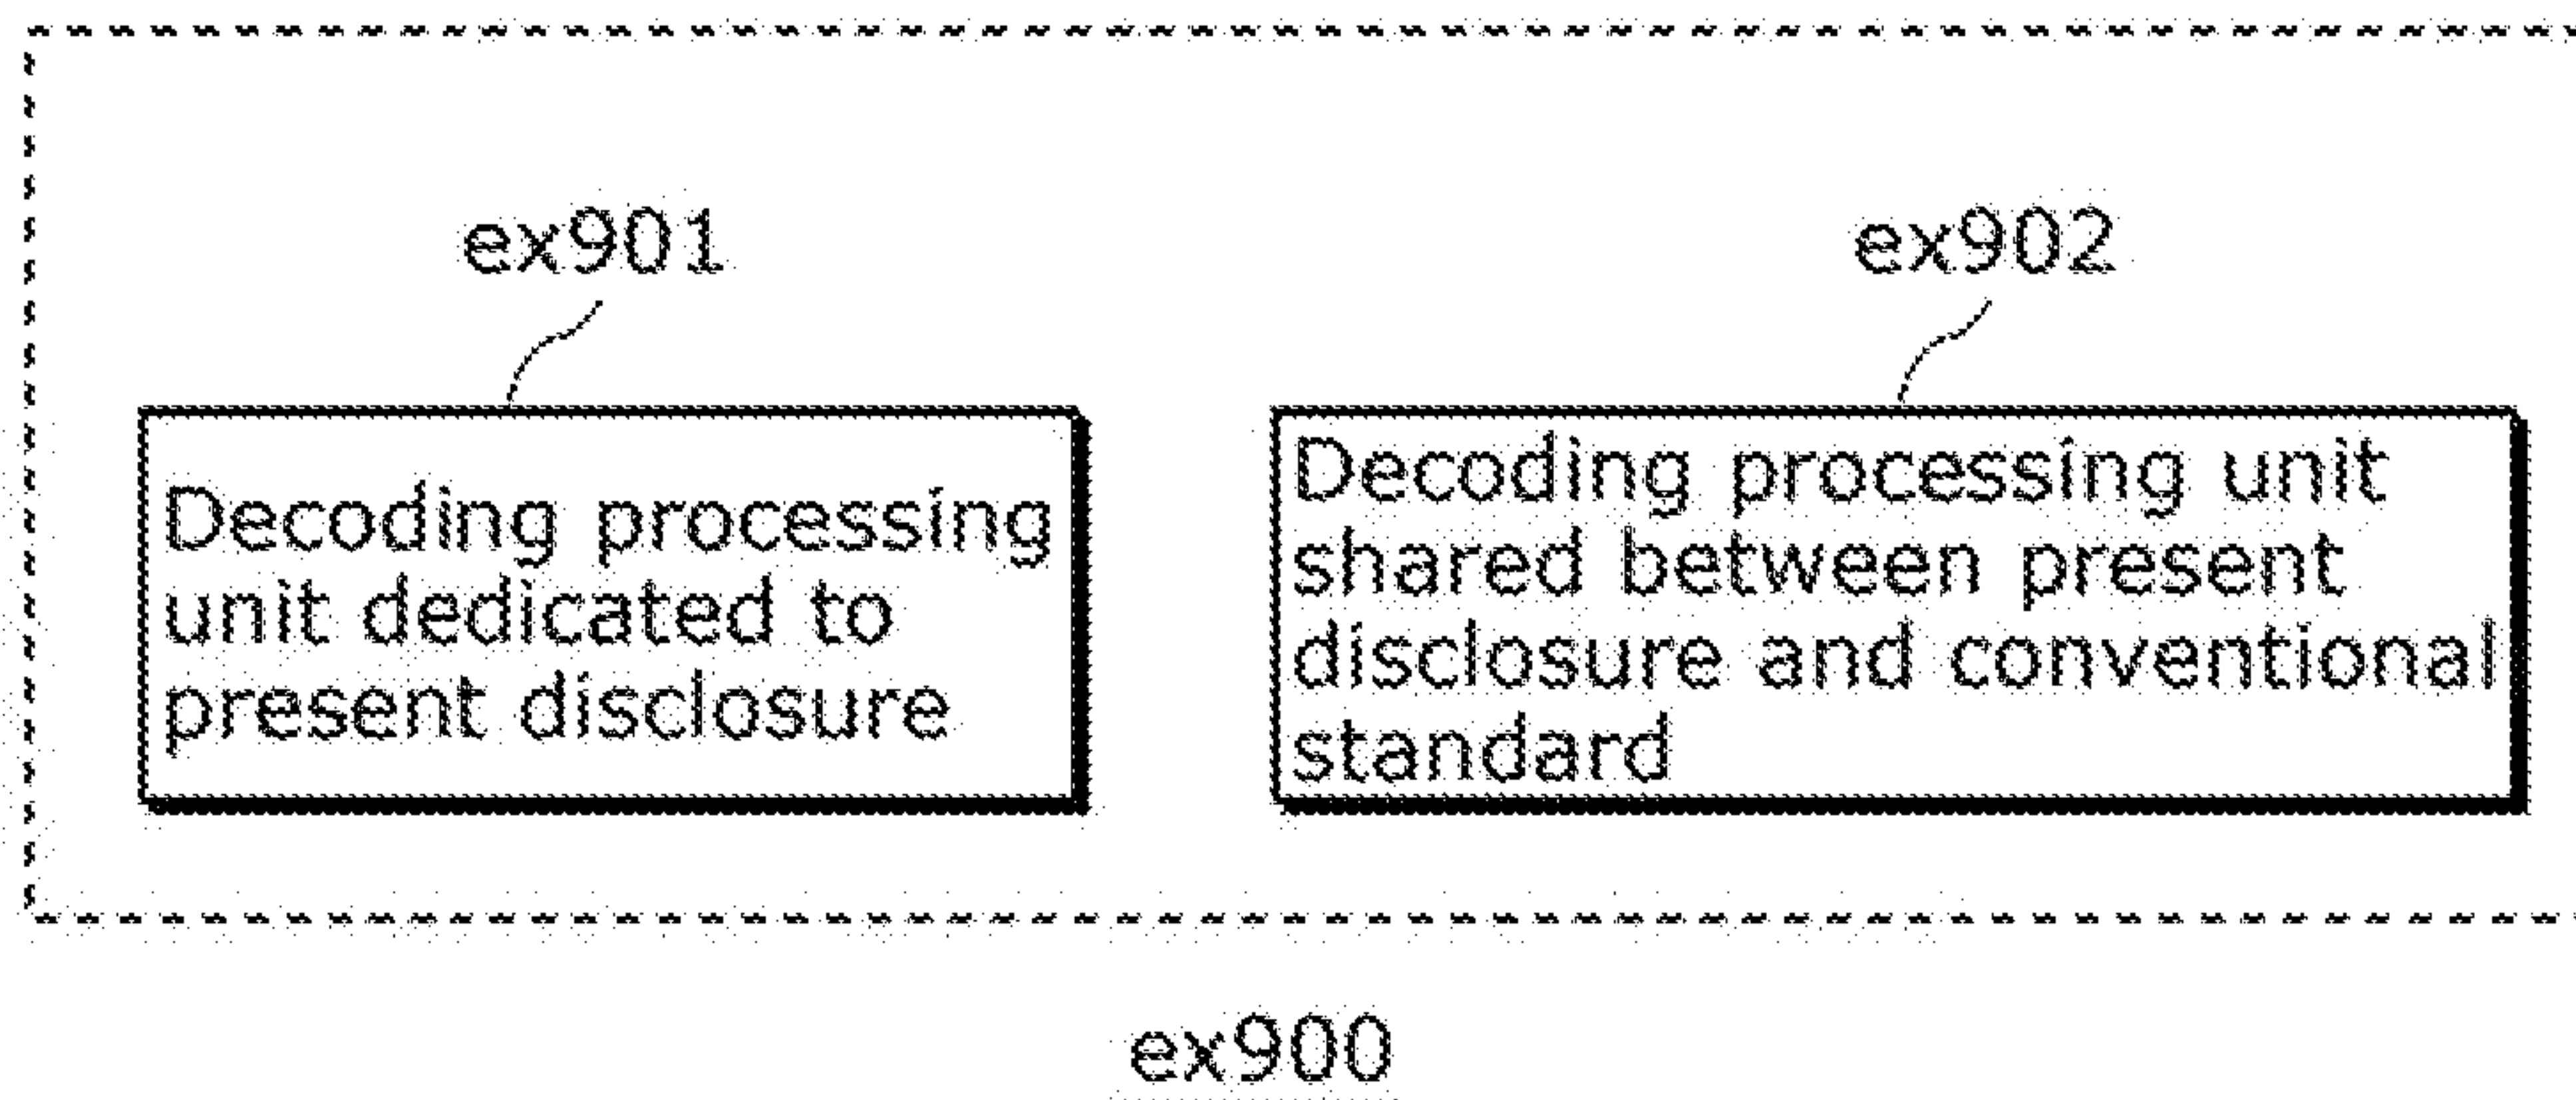 ex901
ex902
Decoding processing
unit dedicated to
present disclosure
Decoding processing unit
shared between present
disclosure and conventional
standard
ex900